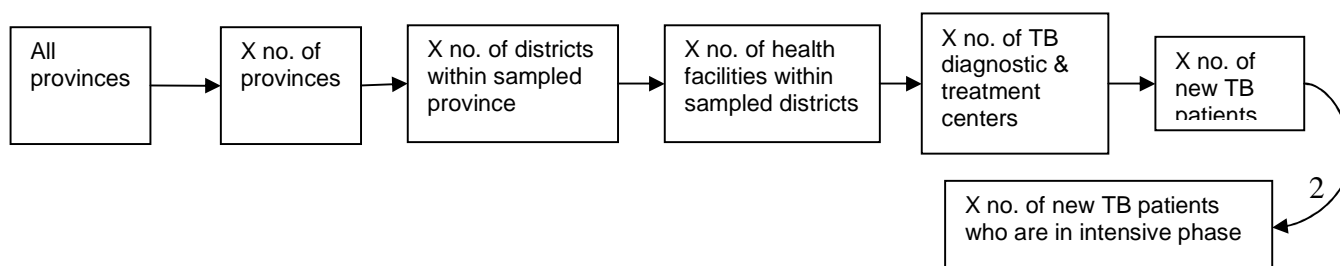 All
provinces
X no. of
provinces
X no. of districts
within sampled
province
X no. of health
facilities within
sampled districts
X no. of TB
diagnostic &
treatment
centers
X no. of
new TB
patients
2
X no. of new TB patients
who are in intensive phase